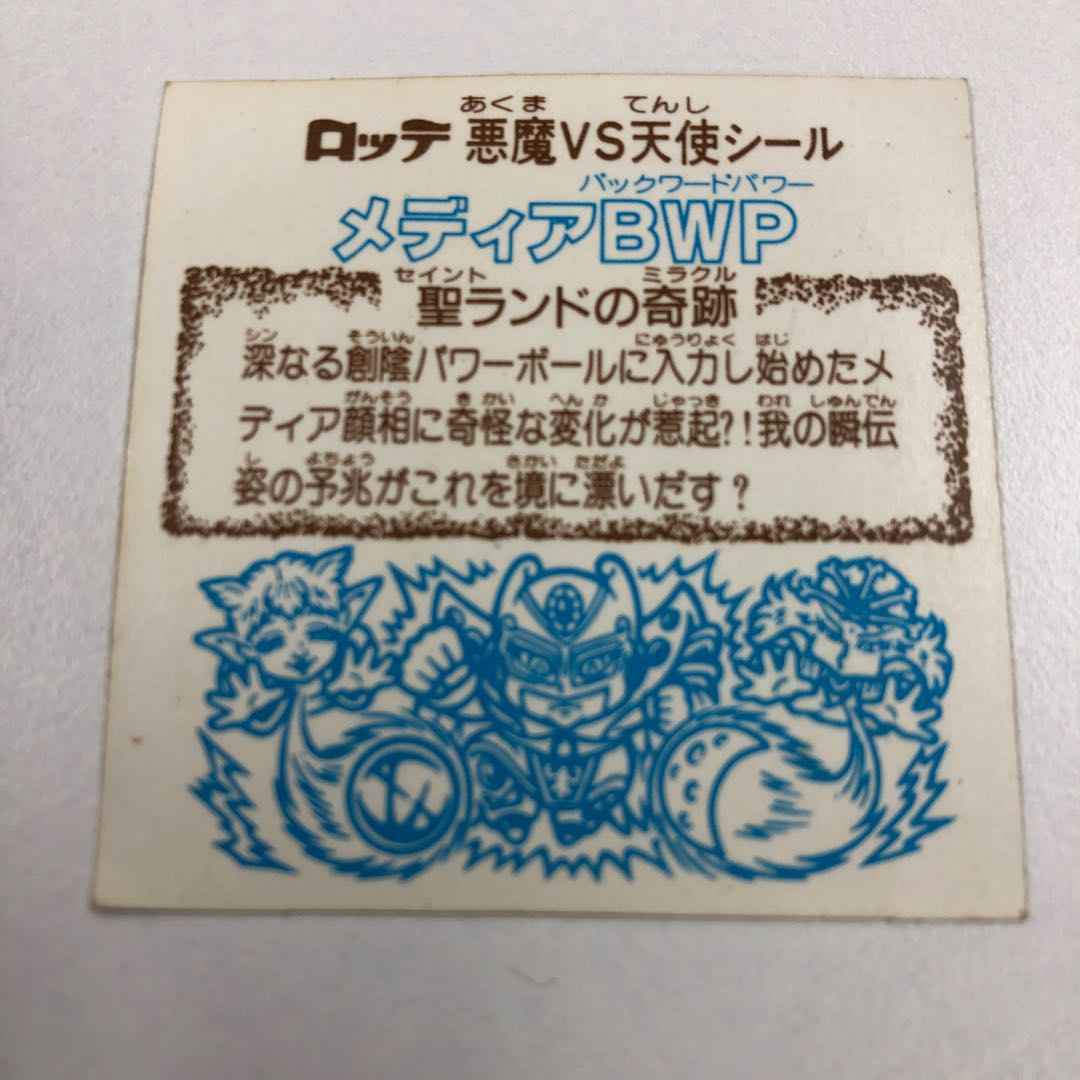 あくま てんし
ロッテ 悪魔VS天使シール
バックワードパワー
メディアBWP
セイント ミラクル
聖ランドの奇跡
シン そういん にゅうりょく はじ
深なる創陰パワーボールに入力し始めたメ
がんそう きかい へんか じゃっき われ しゅんでん
ディア顔相に奇怪な変化が惹起?!我の瞬伝
し よちょう きかい ただよ
姿の予兆がこれを境に漂いだす?